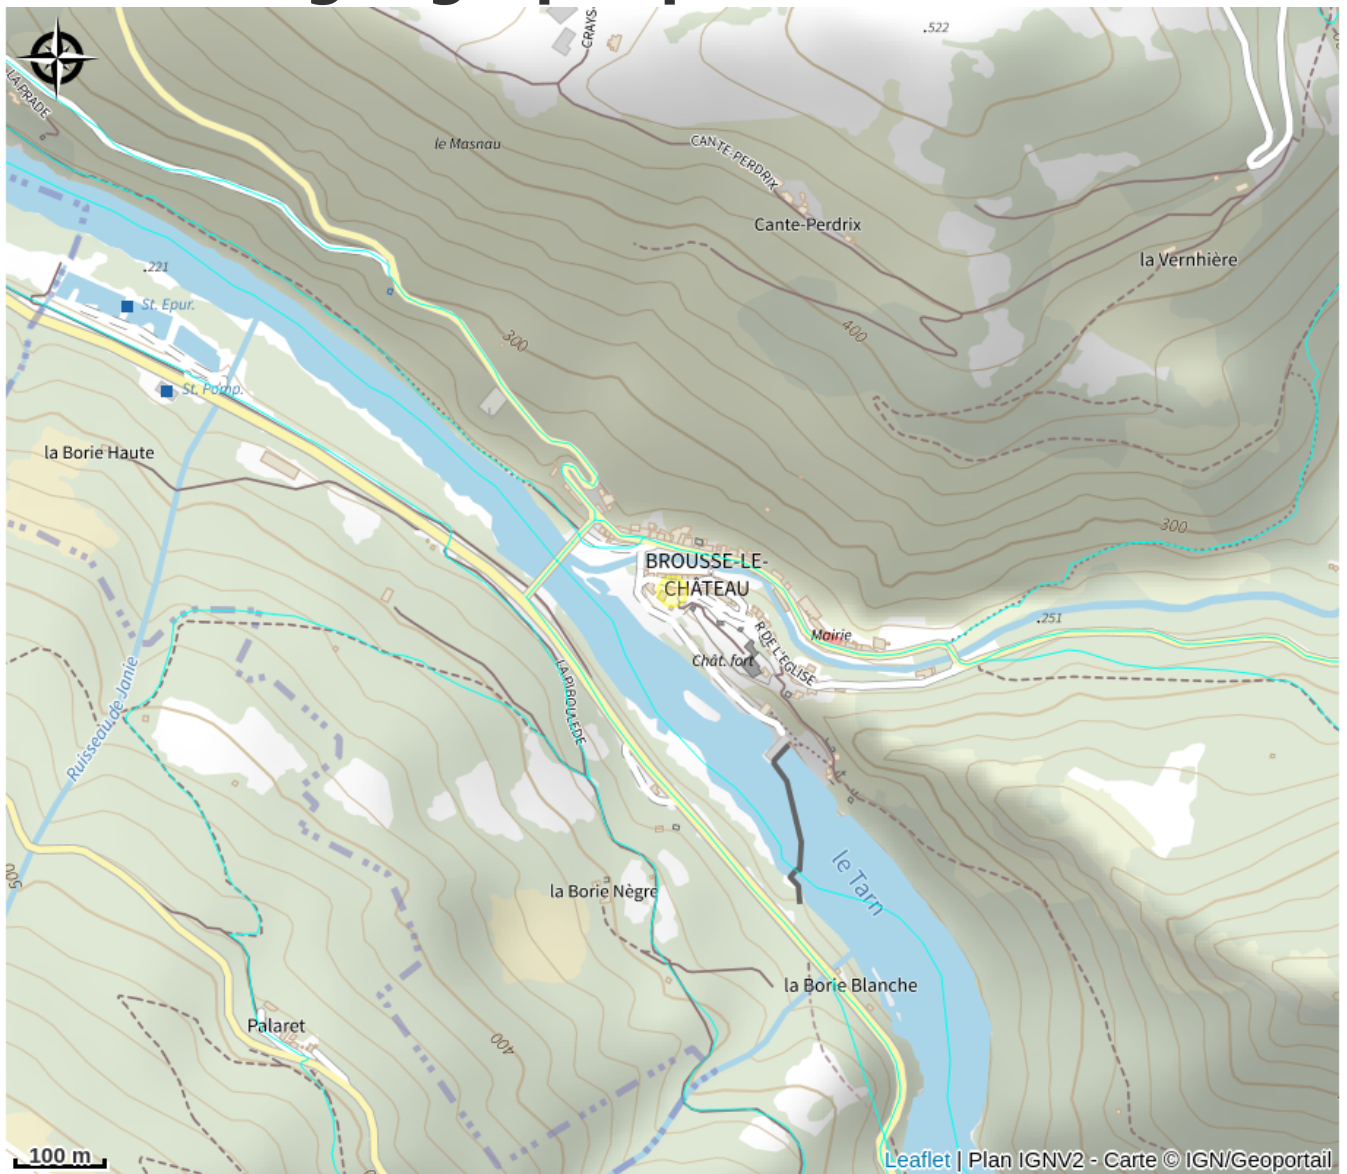 CRAYS-
.522
LA PRADE
le Masnau
CANTE-PERDRIX
Cante-Perdrix
la Vernhière
.221
St. Epur.
300
400
St. Pomp.
la Borie Haute
300
BROUSSE-LE-
CHÂTEAU
.251
Mairie
R DE L'EGLISE
Chât. fort
LA PIBOULEDE
Ruisseau de Janie
le Tarn
500
la Borie Nègre
la Borie Blanche
Palaret
400
100 m
Leaflet | Plan IGNV2 - Carte © IGN/Geoportail